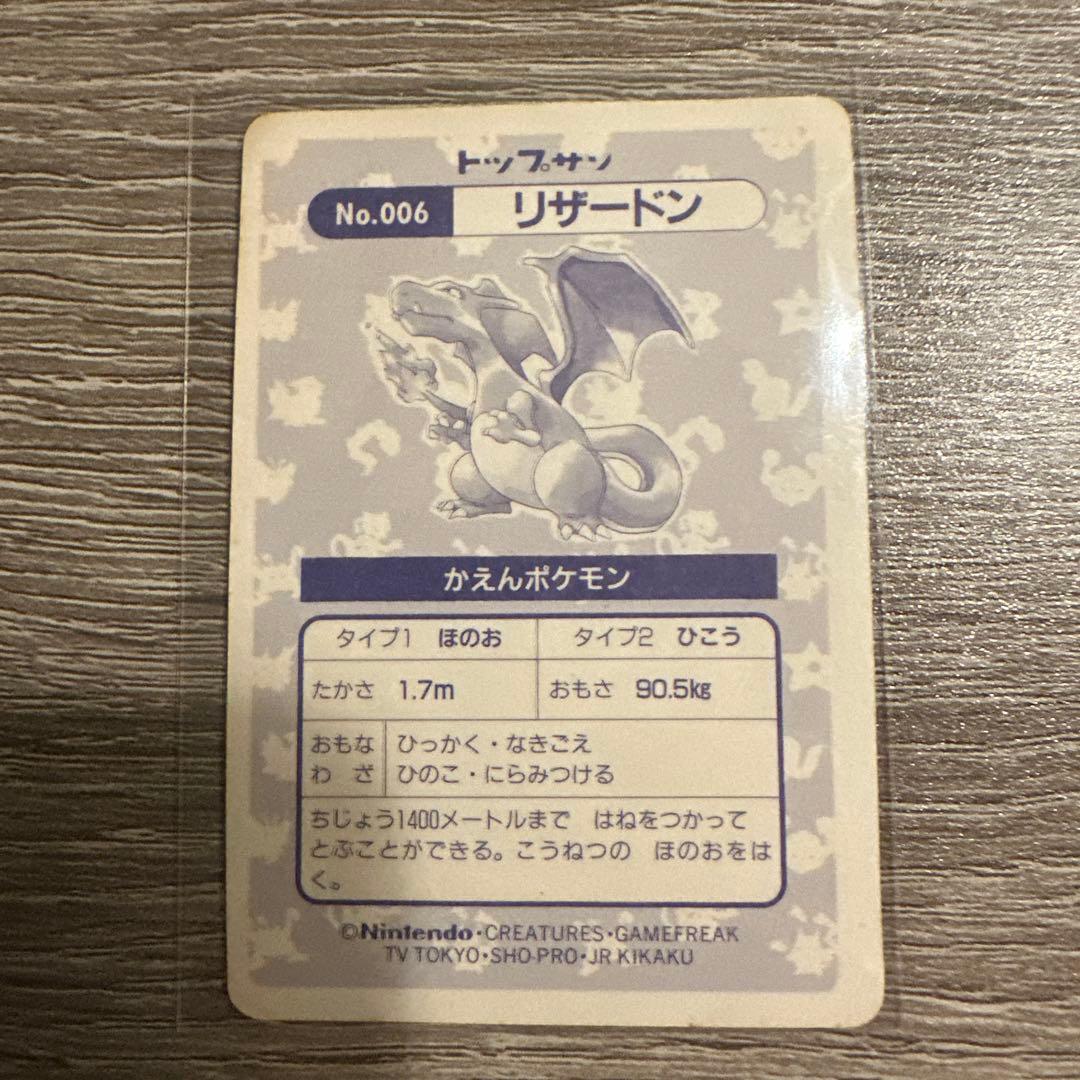 トップサン
No.006 リザードン
かえんポケモン
タイプ1 ほのお タイプ2 ひこう
たかさ 1.7m おもさ 90.5kg
おもな ひっかく・なきごえ
わざ ひのこ・にらみつける
ちじょう1400メートルまで はねをつかって
とぶことができる。こうねつの ほのおをは
く。
©Nintendo・CREATURES・GAMEFREAK
TV TOKYO・SHO-PRO・JR KIKAKU